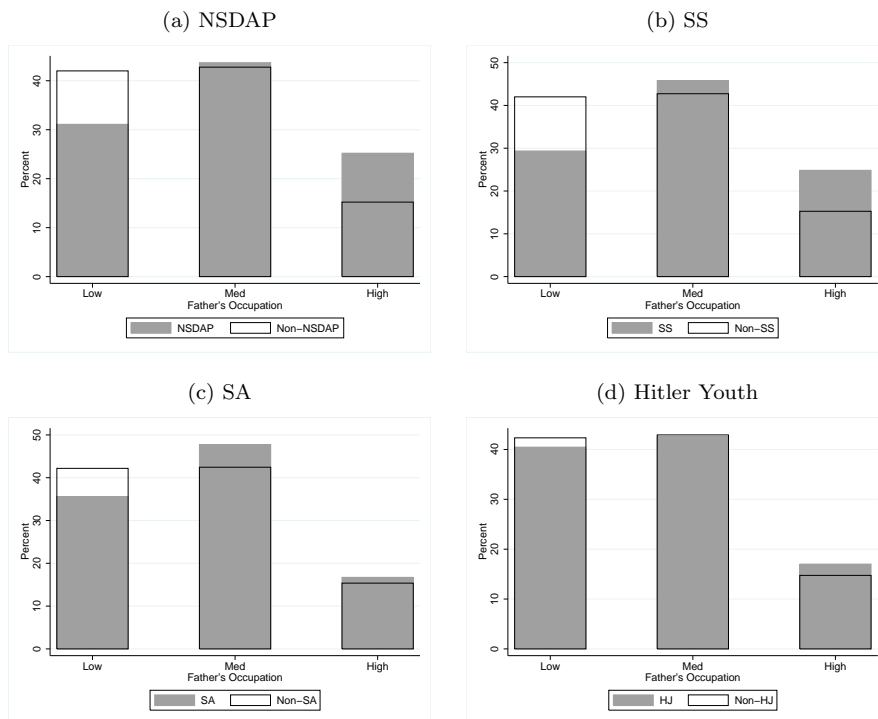 (a) NSDAP
(b) SS
Percent
0 10 20 30 40
Low Med High
Father's Occupation
NSDAP Non−NSDAP
Percent
0 10 20 30 40 50
Low Med High
Father's Occupation
SS Non−SS
(c) SA
(d) Hitler Youth
Percent
0 10 20 30 40 50
Low Med High
Father's Occupation
SA Non−SA
Percent
0 10 20 30 40
Low Med High
Father's Occupation
HJ Non−HJ